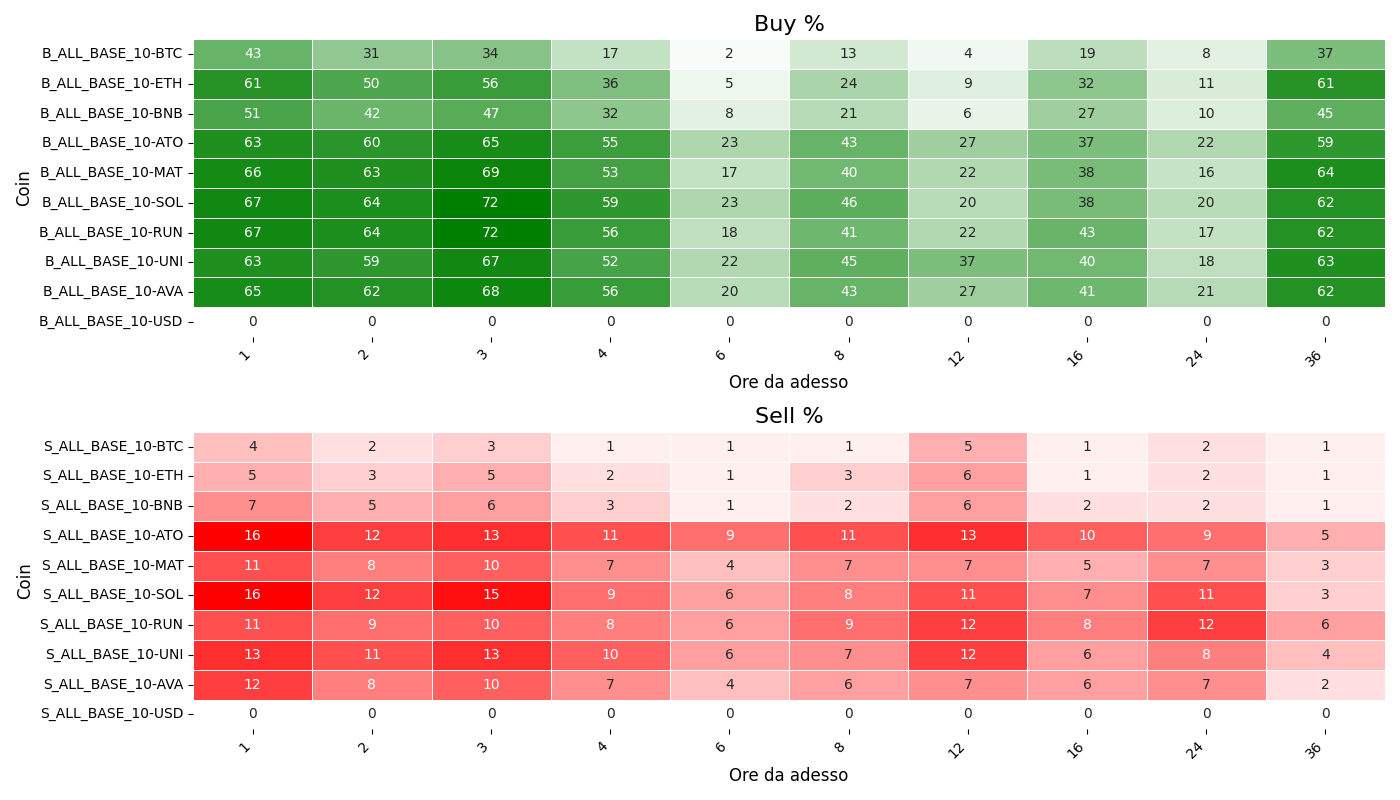 Buy %
Coin
B_ALL_BASE_10-BTC 43 31 34 17 2 13 4 19 8 37
B_ALL_BASE_10-ETH 61 50 56 36 5 24 9 32 11 61
B_ALL_BASE_10-BNB 51 42 47 32 8 21 6 27 10 45
B_ALL_BASE_10-ATO 63 60 65 55 23 43 27 37 22 59
B_ALL_BASE_10-MAT 66 63 69 53 17 40 22 38 16 64
B_ALL_BASE_10-SOL 67 64 72 59 23 46 20 38 20 62
B_ALL_BASE_10-RUN 67 64 72 56 18 41 22 43 17 62
B_ALL_BASE_10-UNI 63 59 67 52 22 45 37 40 18 63
B_ALL_BASE_10-AVA 65 62 68 56 20 43 27 41 21 62
B_ALL_BASE_10-USD 0 0 0 0 0 0 0 0 0 0
1 2 3 4 6 8 12 16 24 36
Ore da adesso
Sell %
Coin
S_ALL_BASE_10-BTC 4 2 3 1 1 1 5 1 2 1
S_ALL_BASE_10-ETH 5 3 5 2 1 3 6 1 2 1
S_ALL_BASE_10-BNB 7 5 6 3 1 2 6 2 2 1
S_ALL_BASE_10-ATO 16 12 13 11 9 11 13 10 9 5
S_ALL_BASE_10-MAT 11 8 10 7 4 7 7 5 7 3
S_ALL_BASE_10-SOL 16 12 15 9 6 8 11 7 11 3
S_ALL_BASE_10-RUN 11 9 10 8 6 9 12 8 12 6
S_ALL_BASE_10-UNI 13 11 13 10 6 7 12 6 8 4
S_ALL_BASE_10-AVA 12 8 10 7 4 6 7 6 7 2
S_ALL_BASE_10-USD 0 0 0 0 0 0 0 0 0 0
1 2 3 4 6 8 12 16 24 36
Ore da adesso